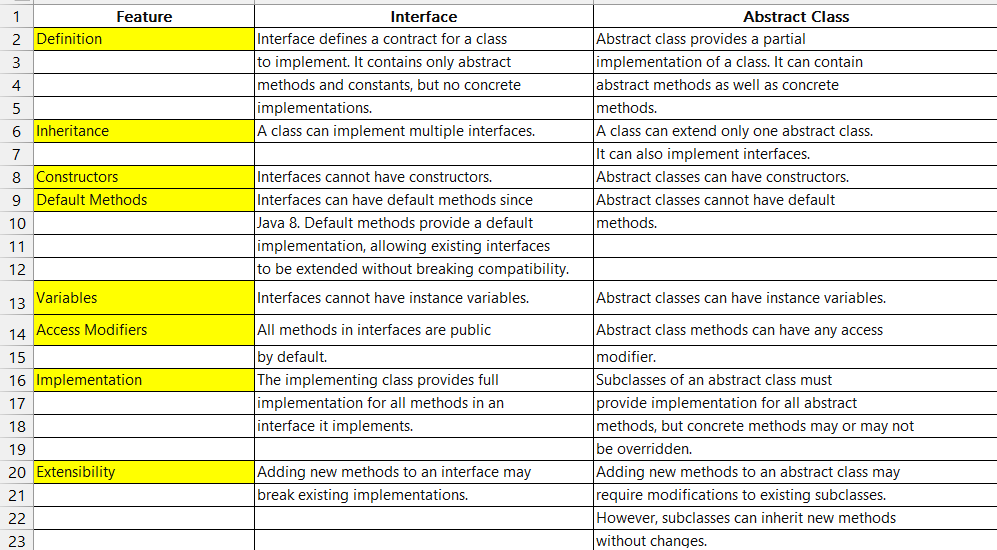 1 Feature Interface Abstract Class
2 Definition Interface defines a contract for a class Abstract class provides a partial
3 to implement. It contains only abstract implementation of a class. It can contain
4 methods and constants, but no concrete abstract methods as well as concrete
5 implementations. methods.
6 Inheritance A class can implement multiple interfaces. A class can extend only one abstract class.
7 It can also implement interfaces.
8 Constructors Interfaces cannot have constructors. Abstract classes can have constructors.
9 Default Methods Interfaces can have default methods since Abstract classes cannot have default
10 Java 8. Default methods provide a default methods.
11 implementation, allowing existing interfaces
12 to be extended without breaking compatibility.
13 Variables Interfaces cannot have instance variables. Abstract classes can have instance variables.
14 Access Modifiers All methods in interfaces are public Abstract class methods can have any access
15 by default. modifier.
16 Implementation The implementing class provides full Subclasses of an abstract class must
17 implementation for all methods in an provide implementation for all abstract
18 interface it implements. methods, but concrete methods may or may not
19 be overridden.
20 Extensibility Adding new methods to an interface may Adding new methods to an abstract class may
21 break existing implementations. require modifications to existing subclasses.
22 However, subclasses can inherit new methods
23 without changes.